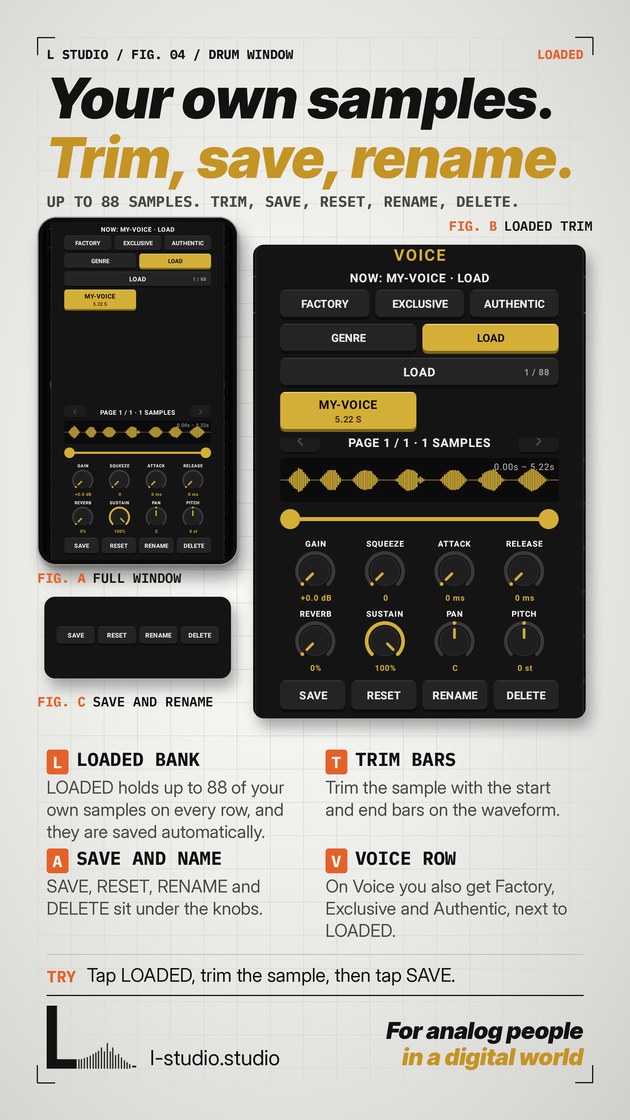 L STUDIO / FIG. 04 / DRUM WINDOW
LOADED
Your own samples.
Trim, save, rename.
UP TO 88 SAMPLES. TRIM, SAVE, RESET, RENAME, DELETE.
NOW: MY-VOICE · LOAD
FACTORY EXCLUSIVE AUTHENTIC
GENRE LOAD
LOAD 1 / 88
MY-VOICE
5.22 S
PAGE 1 / 1 · 1 SAMPLES
0.00s – 5.22s
GAIN SQUEEZE ATTACK RELEASE
+0.0 dB 0 0 ms 0 ms
REVERB SUSTAIN PAN PITCH
0% 100% C 0 st
SAVE RESET RENAME DELETE
FIG. A FULL WINDOW
SAVE RESET RENAME DELETE
FIG. C SAVE AND RENAME
FIG. B LOADED TRIM
VOICE
NOW: MY-VOICE · LOAD
FACTORY EXCLUSIVE AUTHENTIC
GENRE LOAD
LOAD 1 / 88
MY-VOICE
5.22 S
PAGE 1 / 1 · 1 SAMPLES
0.00s – 5.22s
GAIN SQUEEZE ATTACK RELEASE
+0.0 dB 0 0 ms 0 ms
REVERB SUSTAIN PAN PITCH
0% 100% C 0 st
SAVE RESET RENAME DELETE
L LOADED BANK
LOADED holds up to 88 of your
own samples on every row, and
they are saved automatically.
T TRIM BARS
Trim the sample with the start
and end bars on the waveform.
A SAVE AND NAME
SAVE, RESET, RENAME and
DELETE sit under the knobs.
V VOICE ROW
On Voice you also get Factory,
Exclusive and Authentic, next to
LOADED.
TRY Tap LOADED, trim the sample, then tap SAVE.
L l-studio.studio
For analog people
in a digital world